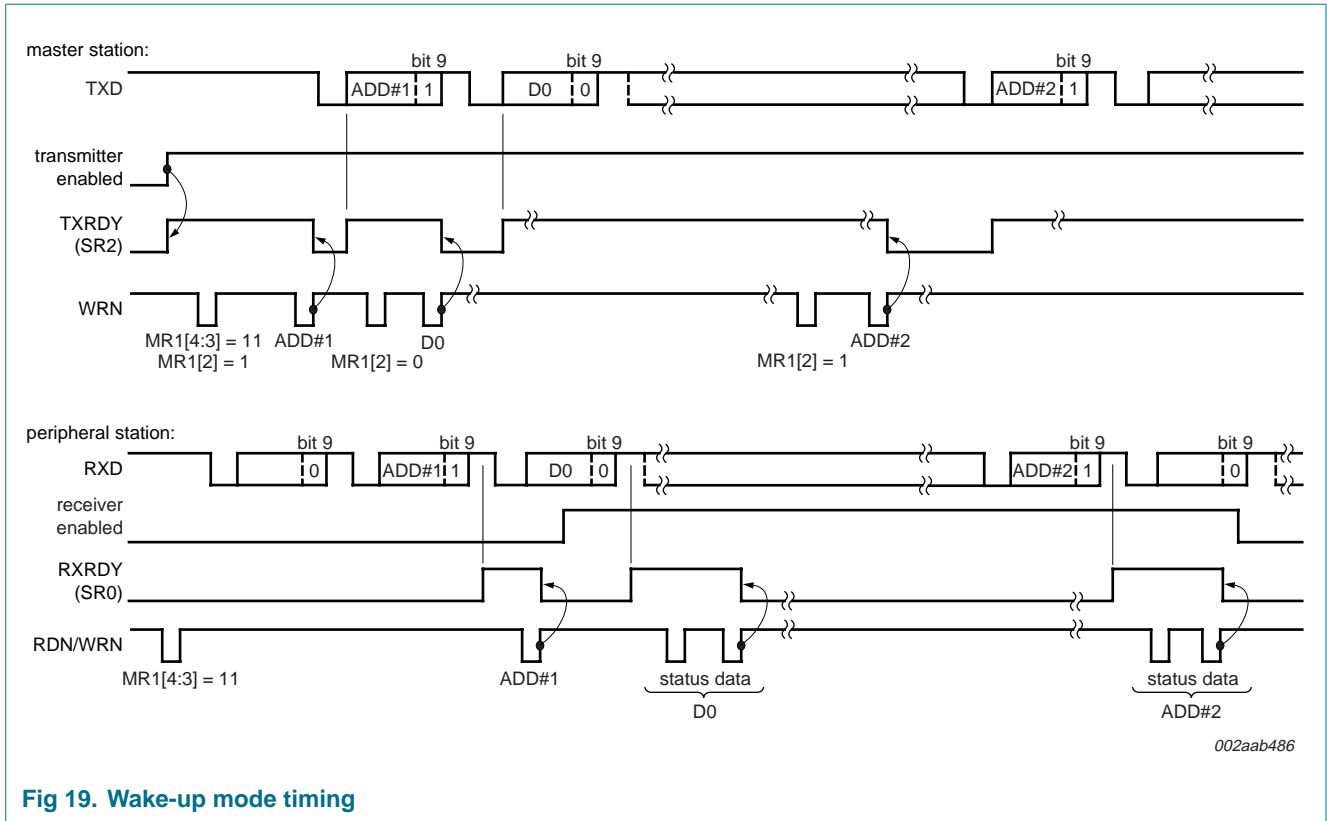 master station:
bit 9 bit 9 bit 9
TXD ADD#1 1 D0 0 ADD#2 1
transmitter
enabled
TXRDY
(SR2)
WRN
MR1[4:3] = 11 ADD#1 D0 ADD#2
MR1[2] = 1 MR1[2] = 0 MR1[2] = 1
peripheral station:
bit 9 bit 9 bit 9 bit 9 bit 9
RXD 0 ADD#1 1 D0 0 ADD#2 1 0
receiver
enabled
RXRDY
(SR0)
RDN/WRN
MR1[4:3] = 11 ADD#1 status data status data
D0 ADD#2
002aab486
Fig 19. Wake-up mode timing